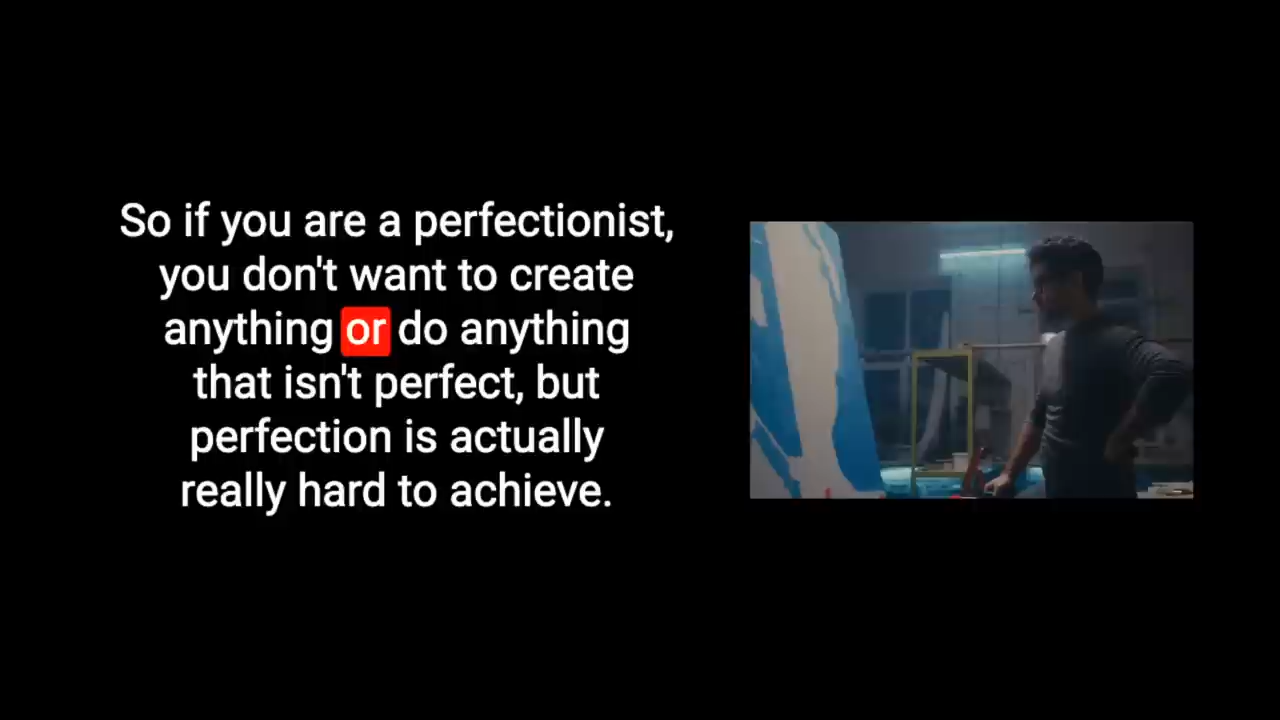 So if you are a perfectionist,
you don't want to create
anything or do anything
that isn't perfect, but
perfection is actually
really hard to achieve.